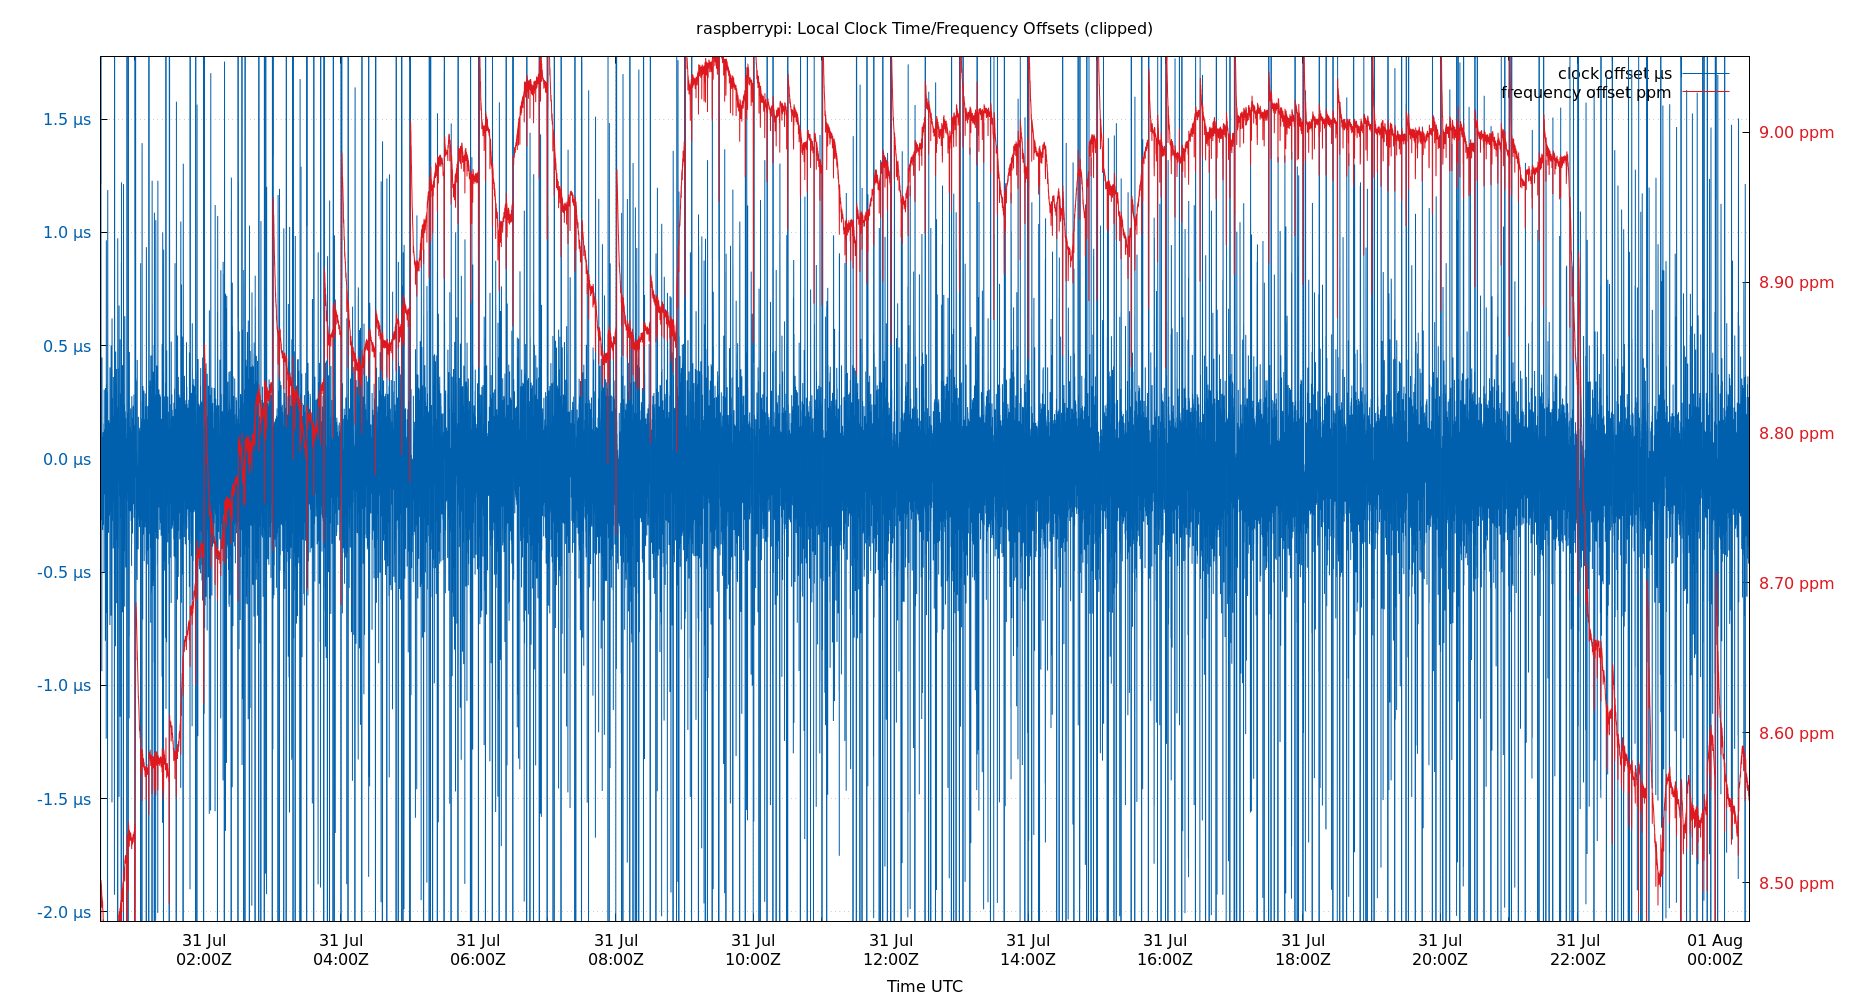 raspberrypi: Local Clock Time/Frequency Offsets (clipped)
clock offset µs
frequency offset ppm
1.5 µs
1.0 µs
0.5 µs
0.0 µs
-0.5 µs
-1.0 µs
-1.5 µs
-2.0 µs
9.00 ppm
8.90 ppm
8.80 ppm
8.70 ppm
8.60 ppm
8.50 ppm
31 Jul
02:00Z
31 Jul
04:00Z
31 Jul
06:00Z
31 Jul
08:00Z
31 Jul
10:00Z
31 Jul
12:00Z
31 Jul
14:00Z
31 Jul
16:00Z
31 Jul
18:00Z
31 Jul
20:00Z
31 Jul
22:00Z
01 Aug
00:00Z
Time UTC